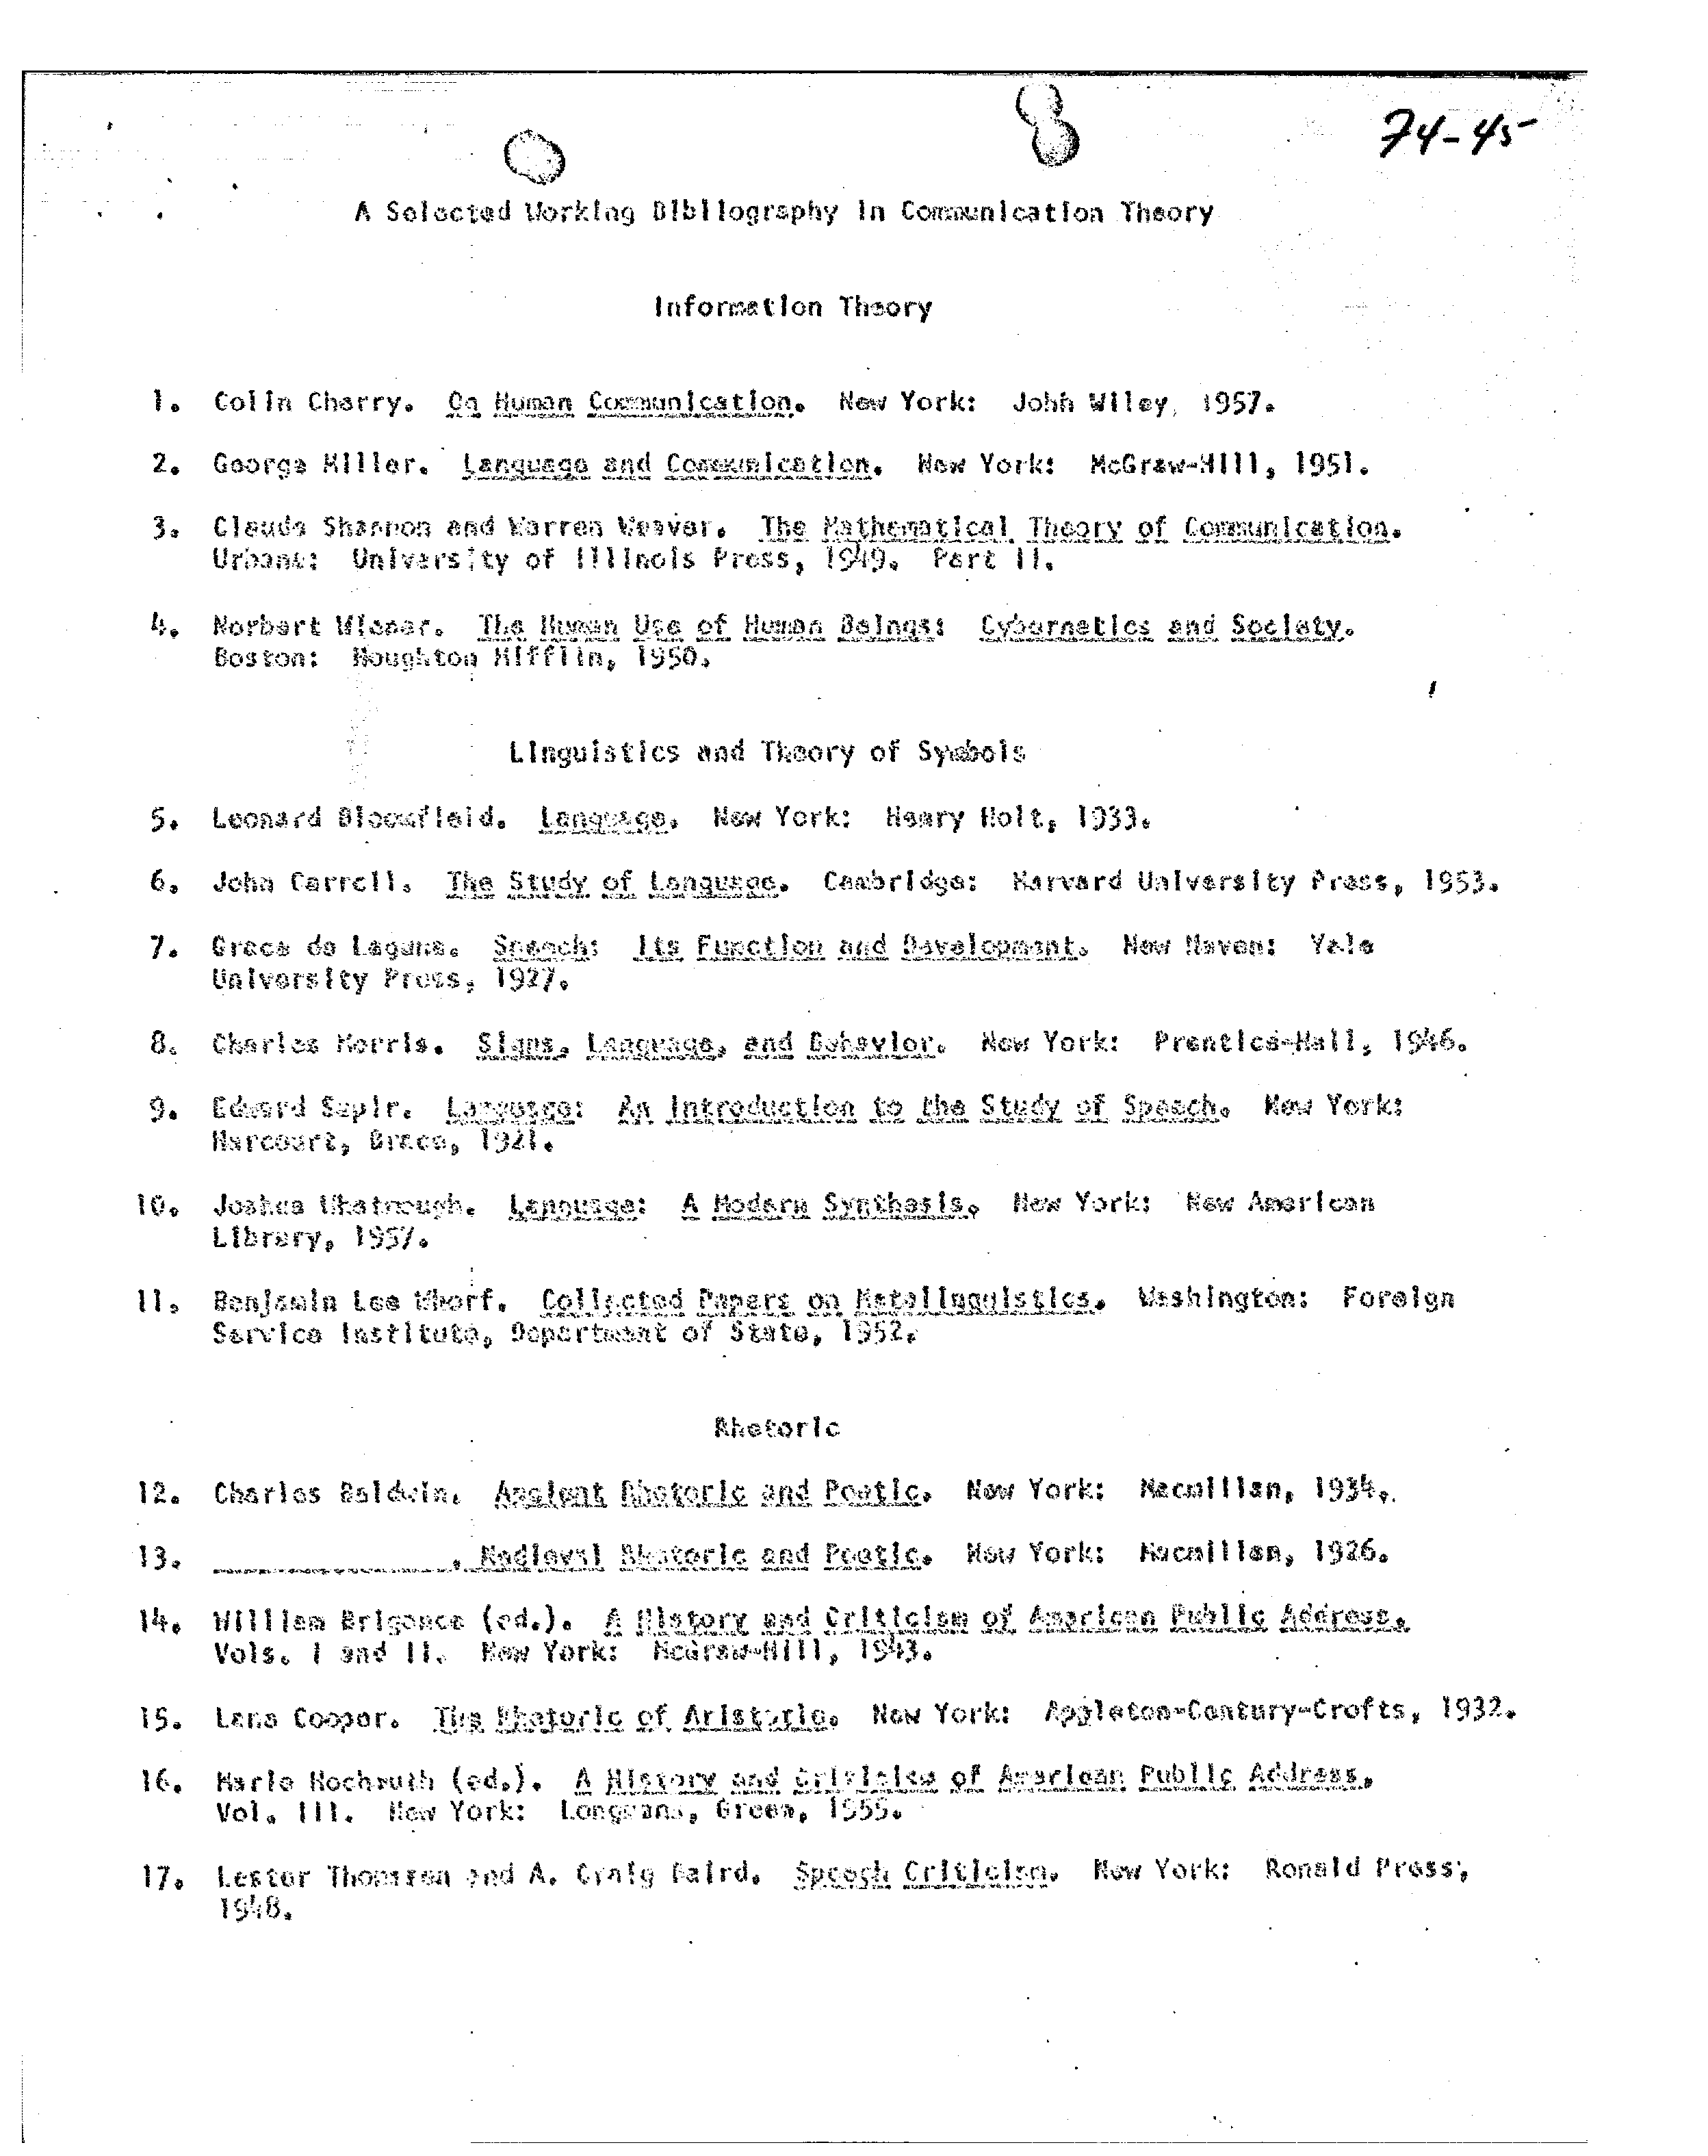 74-45
A Selected Working Bibliography in Communication Theory
Information Theory
1. Colin Cherry. On Human Communication. New York: John Wiley, 1957.
2. George Miller. Language and Communication. New York: McGraw-Hill, 1951.
3. Claude Shannon and Warren Weaver. The Mathematical Theory of Communication.
Urbana: University of Illinois Press, 1949. Part II.
4. Norbert Wiener. The Human Use of Human Beings: Cybernetics and Society.
Boston: Houghton Mifflin, 1950.
Linguistics and Theory of Symbols
5. Leonard Bloomfield. Language. New York: Henry Holt, 1933.
6. John Carroll. The Study of Language. Cambridge: Harvard University Press, 1953.
7. Grace de Laguna. Speech: Its Function and Development. New Haven: Yale
University Press, 1927.
8. Charles Morris. Signs, Language, and Behavior. New York: Prentice-Hall, 1946.
9. Edward Sapir. Language: An Introduction to the Study of Speech. New York:
Harcourt, Brace, 1921.
10. Joshua Whatmough. Language: A Modern Synthesis. New York: New American
Library, 1957.
11. Benjamin Lee Whorf. Collected Papers on Metalinguistics. Washington: Foreign
Service Institute, Department of State, 1952.
Rhetoric
12. Charles Baldwin. Ancient Rhetoric and Poetic. New York: Macmillan, 1934.
13. ________________. Medieval Rhetoric and Poetic. New York: Macmillan, 1926.
14. William Brigance (ed.). A History and Criticism of American Public Address.
Vols. I and II. New York: McGraw-Hill, 1943.
15. Lane Cooper. The Rhetoric of Aristotle. New York: Appleton-Century-Crofts, 1932.
16. Marie Hochmuth (ed.). A History and Criticism of American Public Address.
Vol. III. New York: Longmans, Green, 1955.
17. Lester Thonssen and A. Craig Baird. Speech Criticism. New York: Ronald Press,
1948.